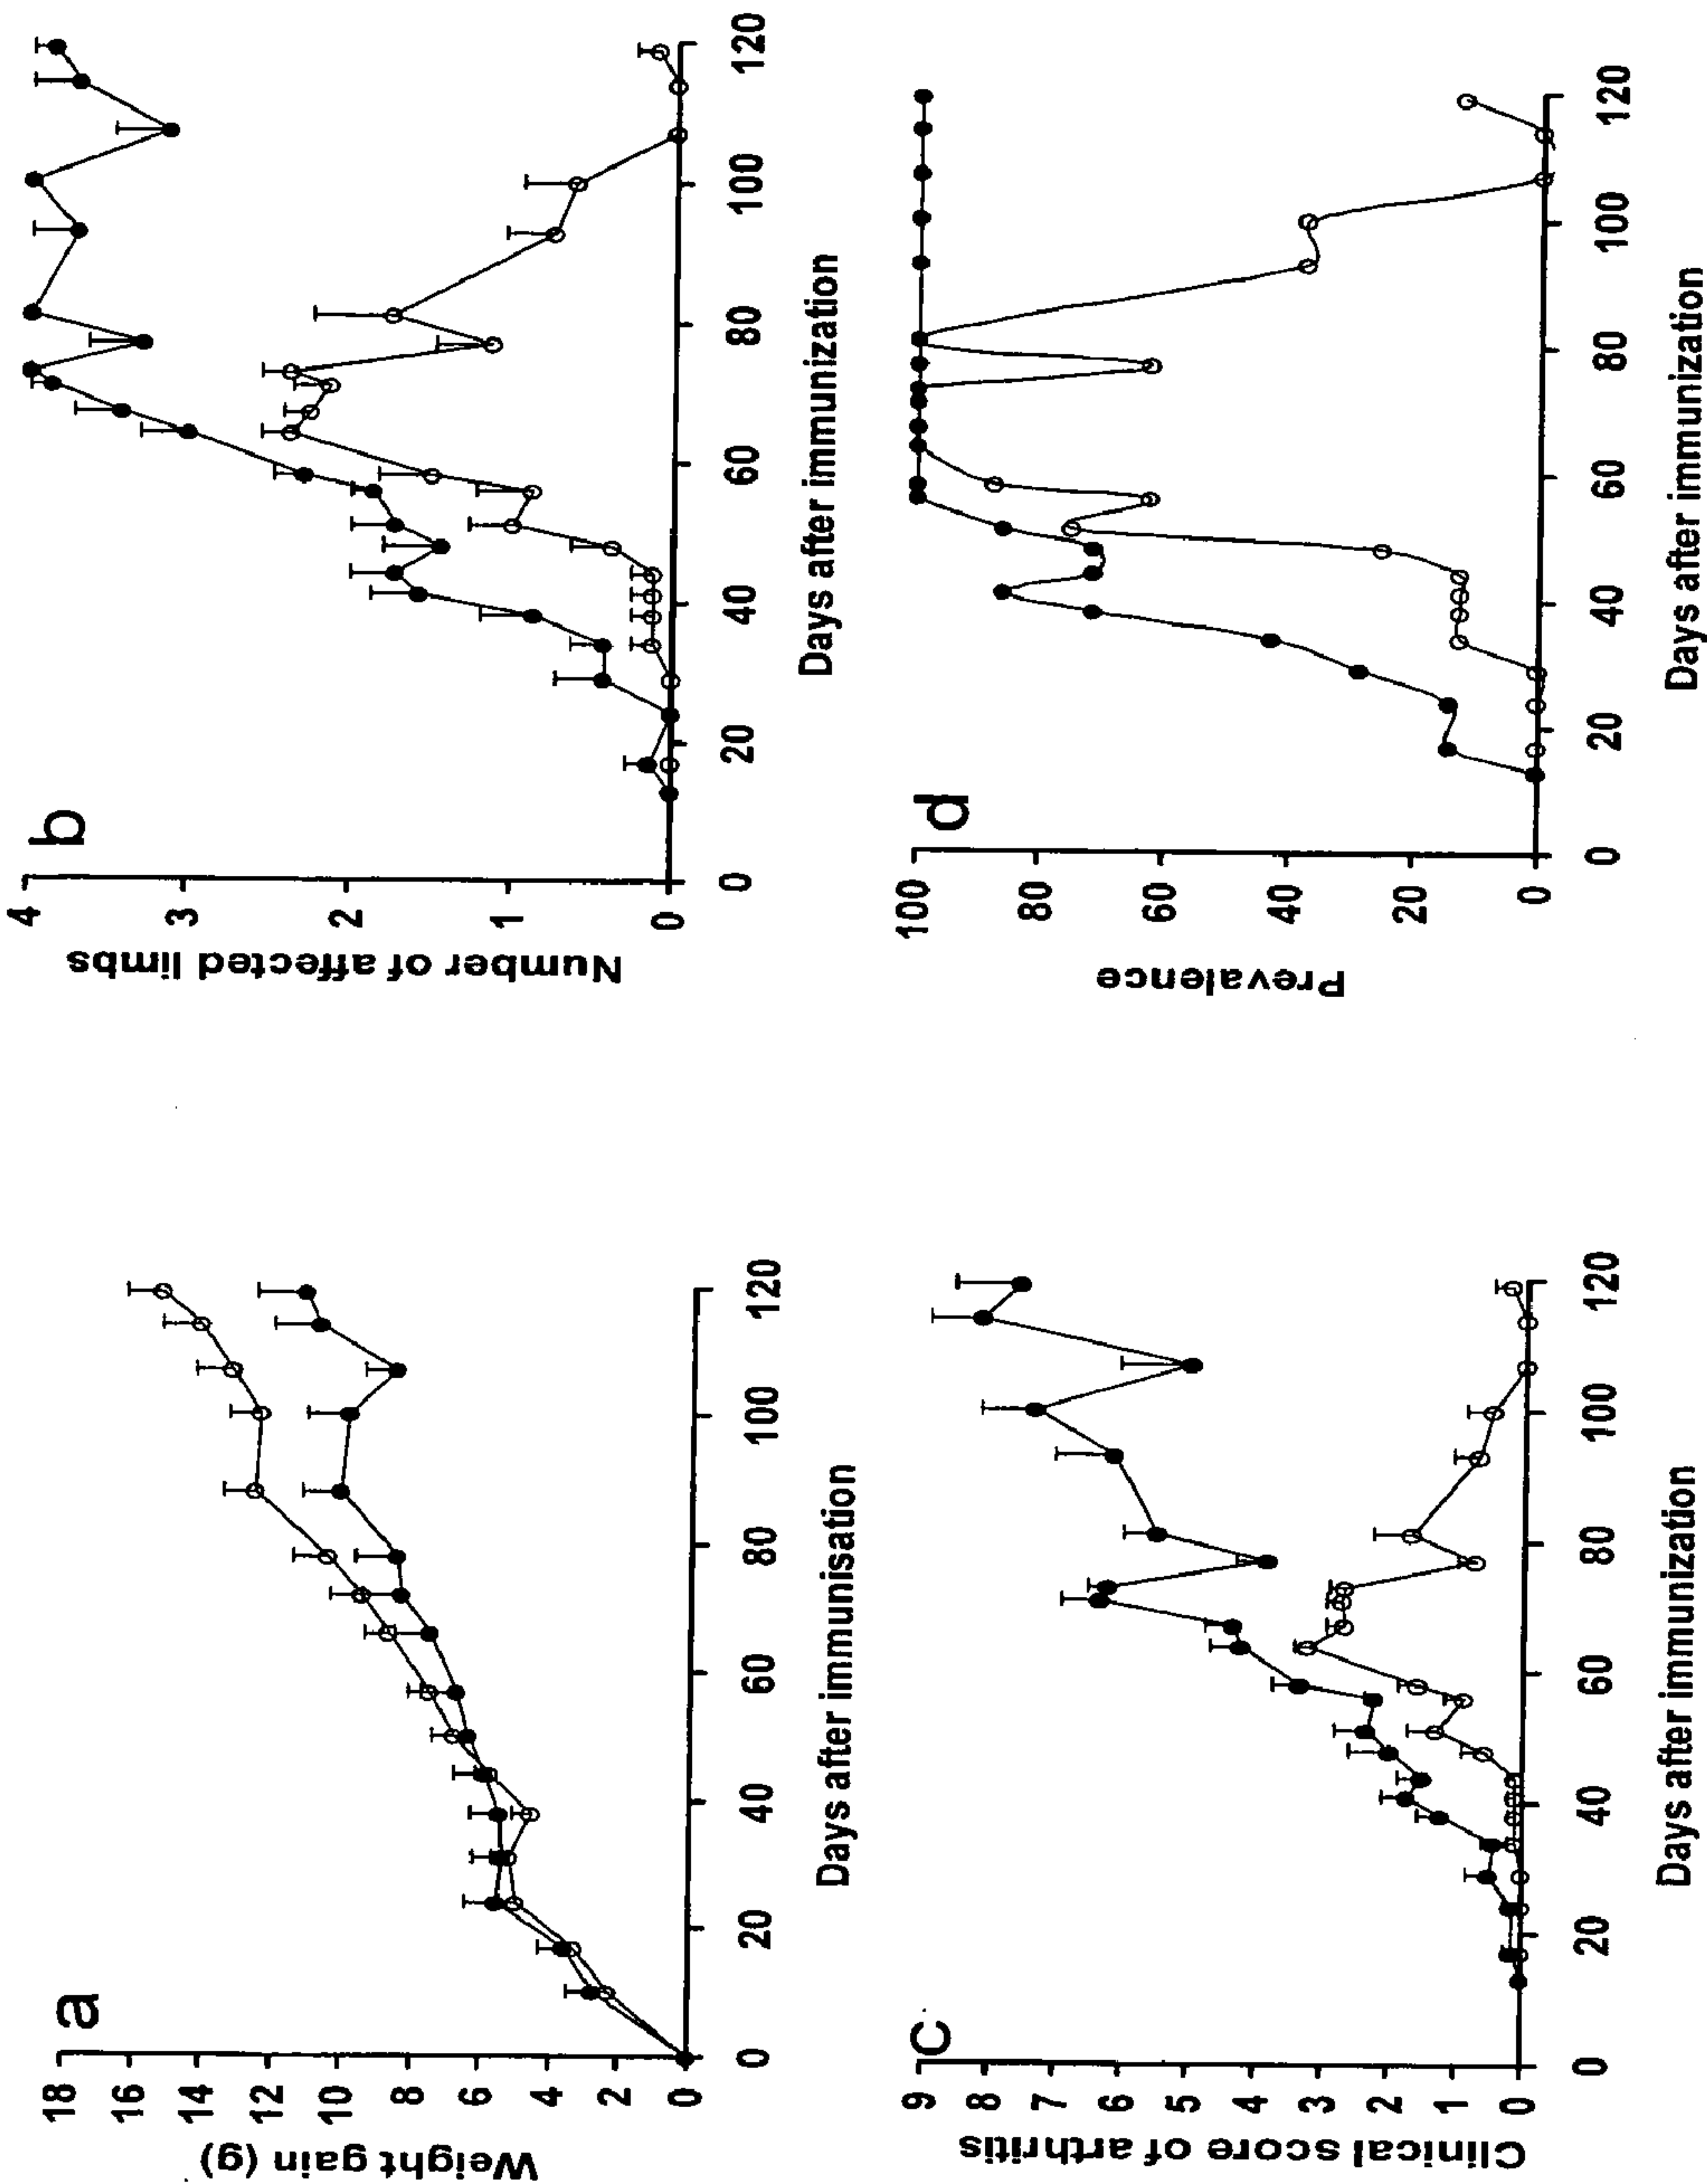 a
18
16
14
12
10
8
6
4
2
0
Weight gain (g)
0 20 40 60 80 100 120
Days after immunisation
b
4
3
2
1
0
Number of affected limbs
0 20 40 60 80 100 120
Days after immunization
c
9
8
7
6
5
4
3
2
1
0
Clinical score of arthritis
0 20 40 60 80 100 120
Days after immunization
d
100
80
60
40
20
0
Prevalence
0 20 40 60 80 100 120
Days after immunization